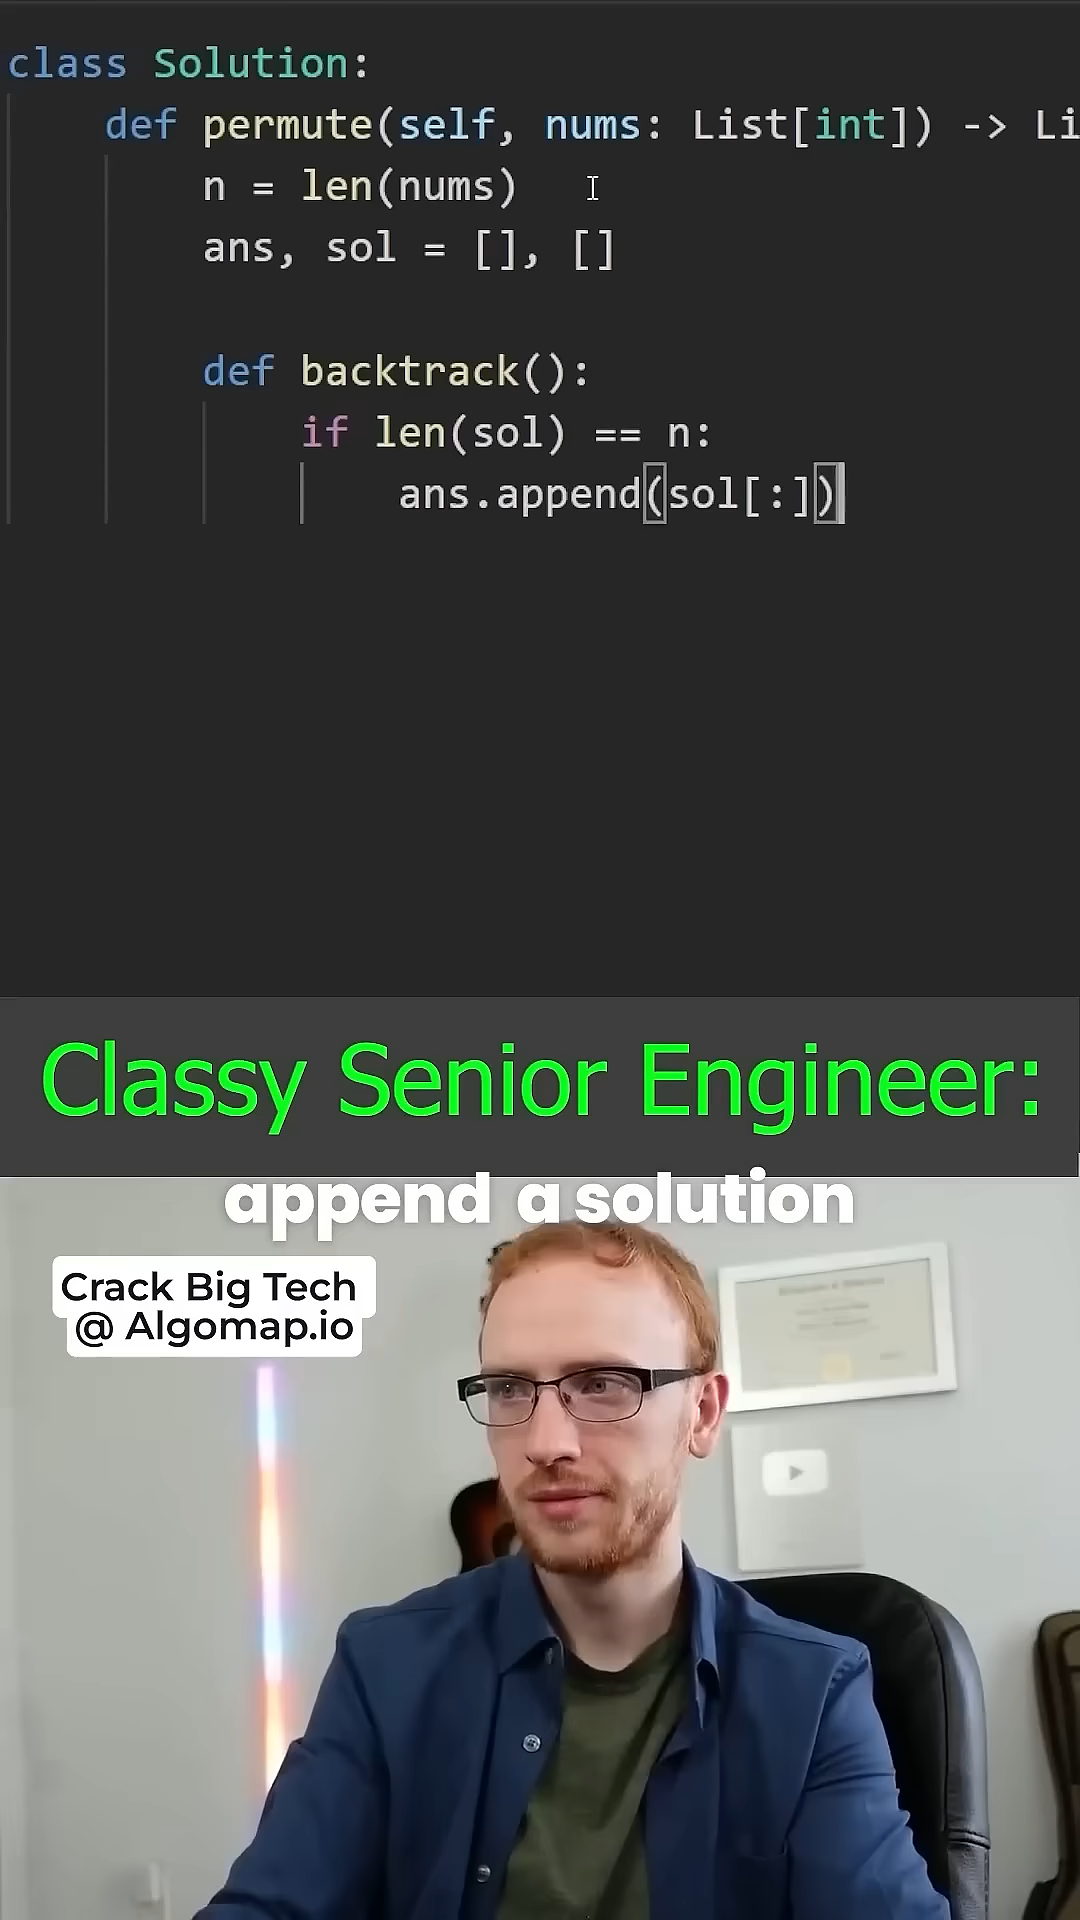 class Solution:
def permute(self, nums: List[int]) -> Li
n = len(nums)
ans, sol = [], []
def backtrack():
if len(sol) == n:
ans.append(sol[:])
Classy Senior Engineer:
append a solution
Crack Big Tech
@ Algomap.io